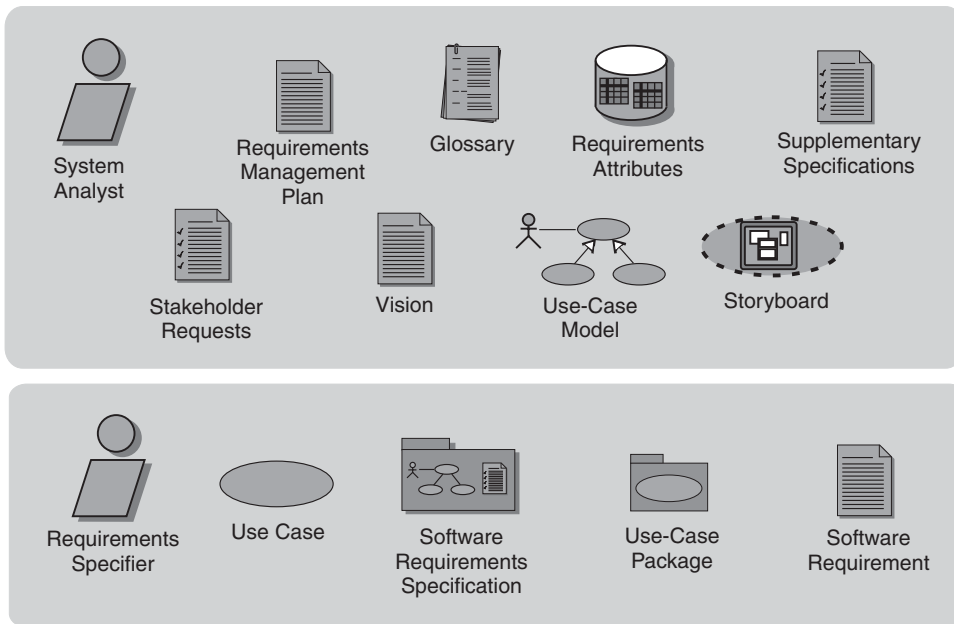 System
Analyst
Requirements
Management
Plan
Glossary
Requirements
Attributes
Supplementary
Specifications
Stakeholder
Requests
Vision
Use-Case
Model
Storyboard
Requirements
Specifier
Use Case
Software
Requirements
Specification
Use-Case
Package
Software
Requirement